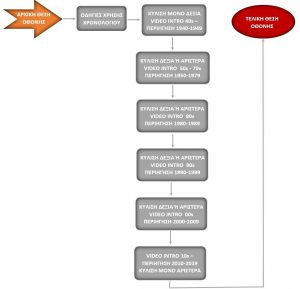 ΑΡΧΙΚΗ ΘΕΣΗ
ΟΘΟΝΗΣ
ΟΔΗΓΙΕΣ ΧΡΗΣΗΣ
ΧΡΟΝΟΛΟΓΙΟΥ
ΚΥΛΙΣΗ ΜΟΝΟ ΔΕΞΙΑ
VIDEO INTRO 40s –
ΠΕΡΙΗΓΗΣΗ 1940-1949
ΤΕΛΙΚΗ ΘΕΣΗ
ΟΘΟΝΗΣ
ΚΥΛΙΣΗ ΔΕΞΙΑ Ή ΑΡΙΣΤΕΡΑ
VIDEO INTRO 50s - 70s
ΠΕΡΙΗΓΗΣΗ 1950-1979
ΚΥΛΙΣΗ ΔΕΞΙΑ Ή ΑΡΙΣΤΕΡΑ
VIDEO INTRO 80s
ΠΕΡΙΗΓΗΣΗ 1980-1989
ΚΥΛΙΣΗ ΔΕΞΙΑ Ή ΑΡΙΣΤΕΡΑ
VIDEO INTRO 90s
ΠΕΡΙΗΓΗΣΗ 1990-1999
ΚΥΛΙΣΗ ΔΕΞΙΑ Ή ΑΡΙΣΤΕΡΑ
VIDEO INTRO 00s
ΠΕΡΙΗΓΗΣΗ 2000-2009
VIDEO INTRO 10s –
ΠΕΡΙΗΓΗΣΗ 2010-2019
ΚΥΛΙΣΗ ΜΟΝΟ ΑΡΙΣΤΕΡΑ